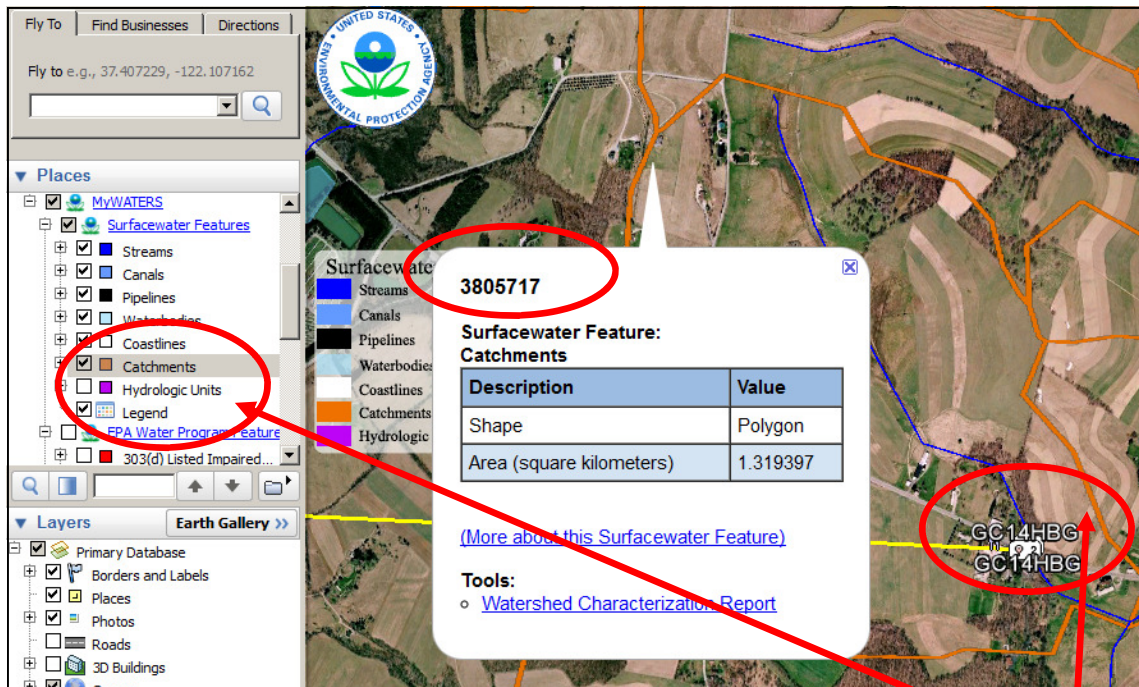 Fly To
Find Businesses
Directions
Fly to e.g., 37.407229, -122.107162
Places
MyWATERS
Surfacewater Features
Streams
Canals
Pipelines
Waterbodies
Coastlines
Catchments
Hydrologic Units
Legend
EPA Water Program Feature
303(d) Listed Impaired...
Layers
Earth Gallery >>
Primary Database
Borders and Labels
Places
Photos
Roads
3D Buildings
UNITED STATES
ENVIRONMENTAL PROTECTION AGENCY
Surfacewate
Streams
Canals
Pipelines
Waterbodies
Coastlines
Catchments
Hydrologic
3805717
Surfacewater Feature:
Catchments
Description Value
Shape Polygon
Area (square kilometers) 1.319397
(More about this Surfacewater Feature)
Tools:
Watershed Characterization Report
GC14HBG
GC14HBG